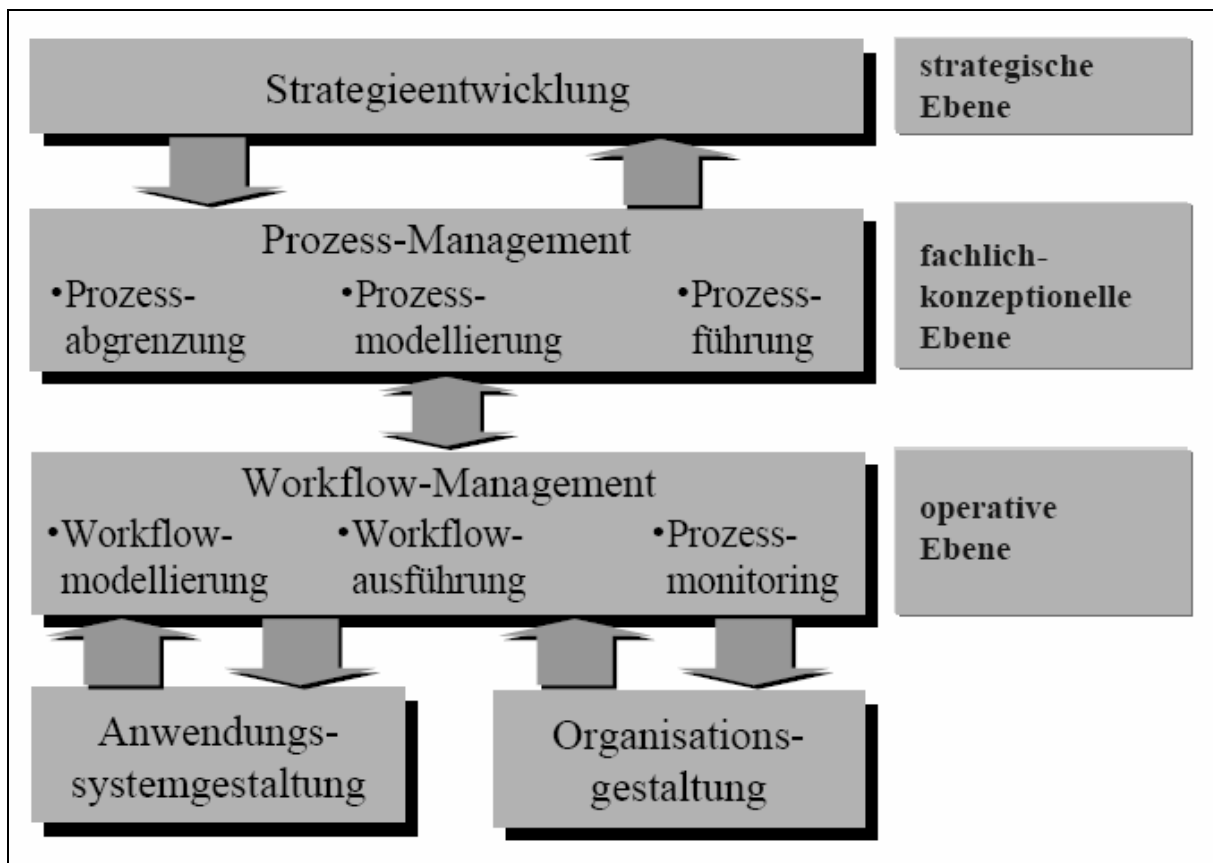 Strategieentwicklung
strategische
Ebene
Prozess-Management
•Prozess-
abgrenzung
•Prozess-
modellierung
•Prozess-
führung
fachlich-
konzeptionelle
Ebene
Workflow-Management
•Workflow-
modellierung
•Workflow-
ausführung
•Prozess-
monitoring
operative
Ebene
Anwendungs-
systemgestaltung
Organisations-
gestaltung